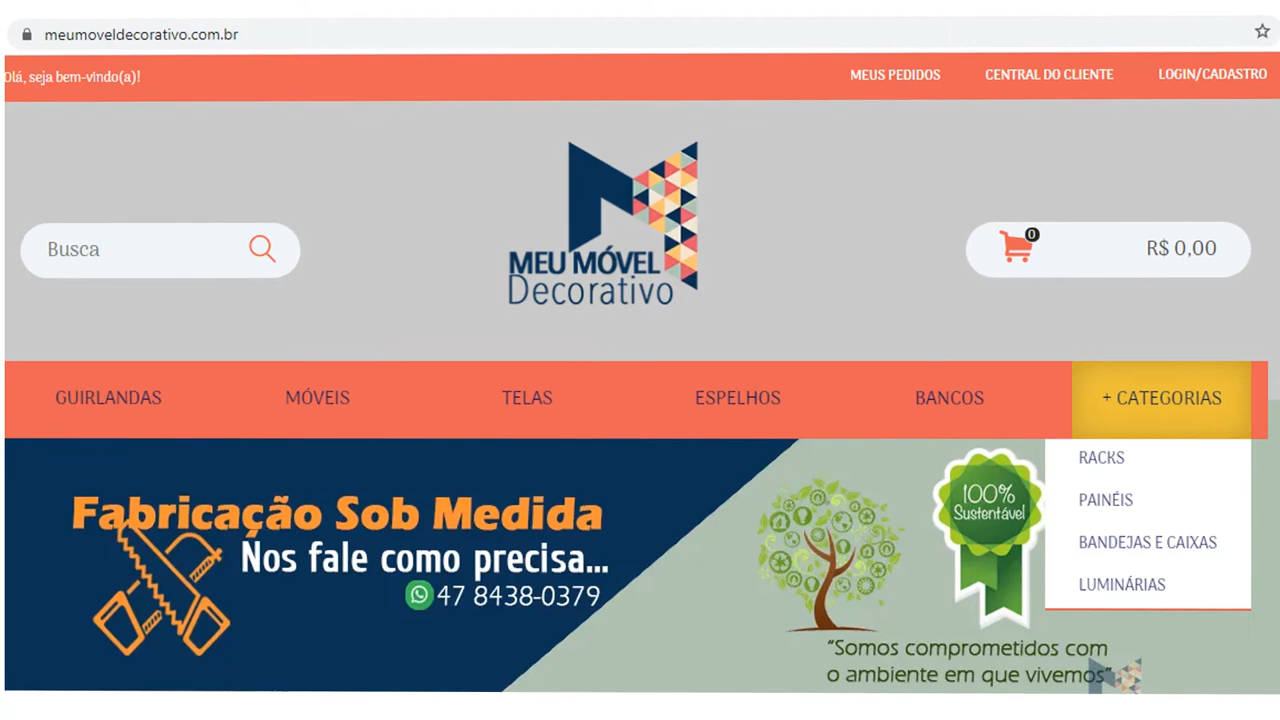 meumoveldecorativo.com.br
Olá, seja bem-vindo(a)!
MEUS PEDIDOS
CENTRAL DO CLIENTE
LOGIN/CADASTRO
Busca
MEU MÓVEL
Decorativo
0
R$ 0,00
GUIRLANDAS
MÓVEIS
TELAS
ESPELHOS
BANCOS
+ CATEGORIAS
RACKS
PAINÉIS
BANDEJAS E CAIXAS
LUMINÁRIAS
Fabricação Sob Medida
Nos fale como precisa...
47 8438-0379
100%
Sustentável
“Somos comprometidos com
o ambiente em que vivemos”